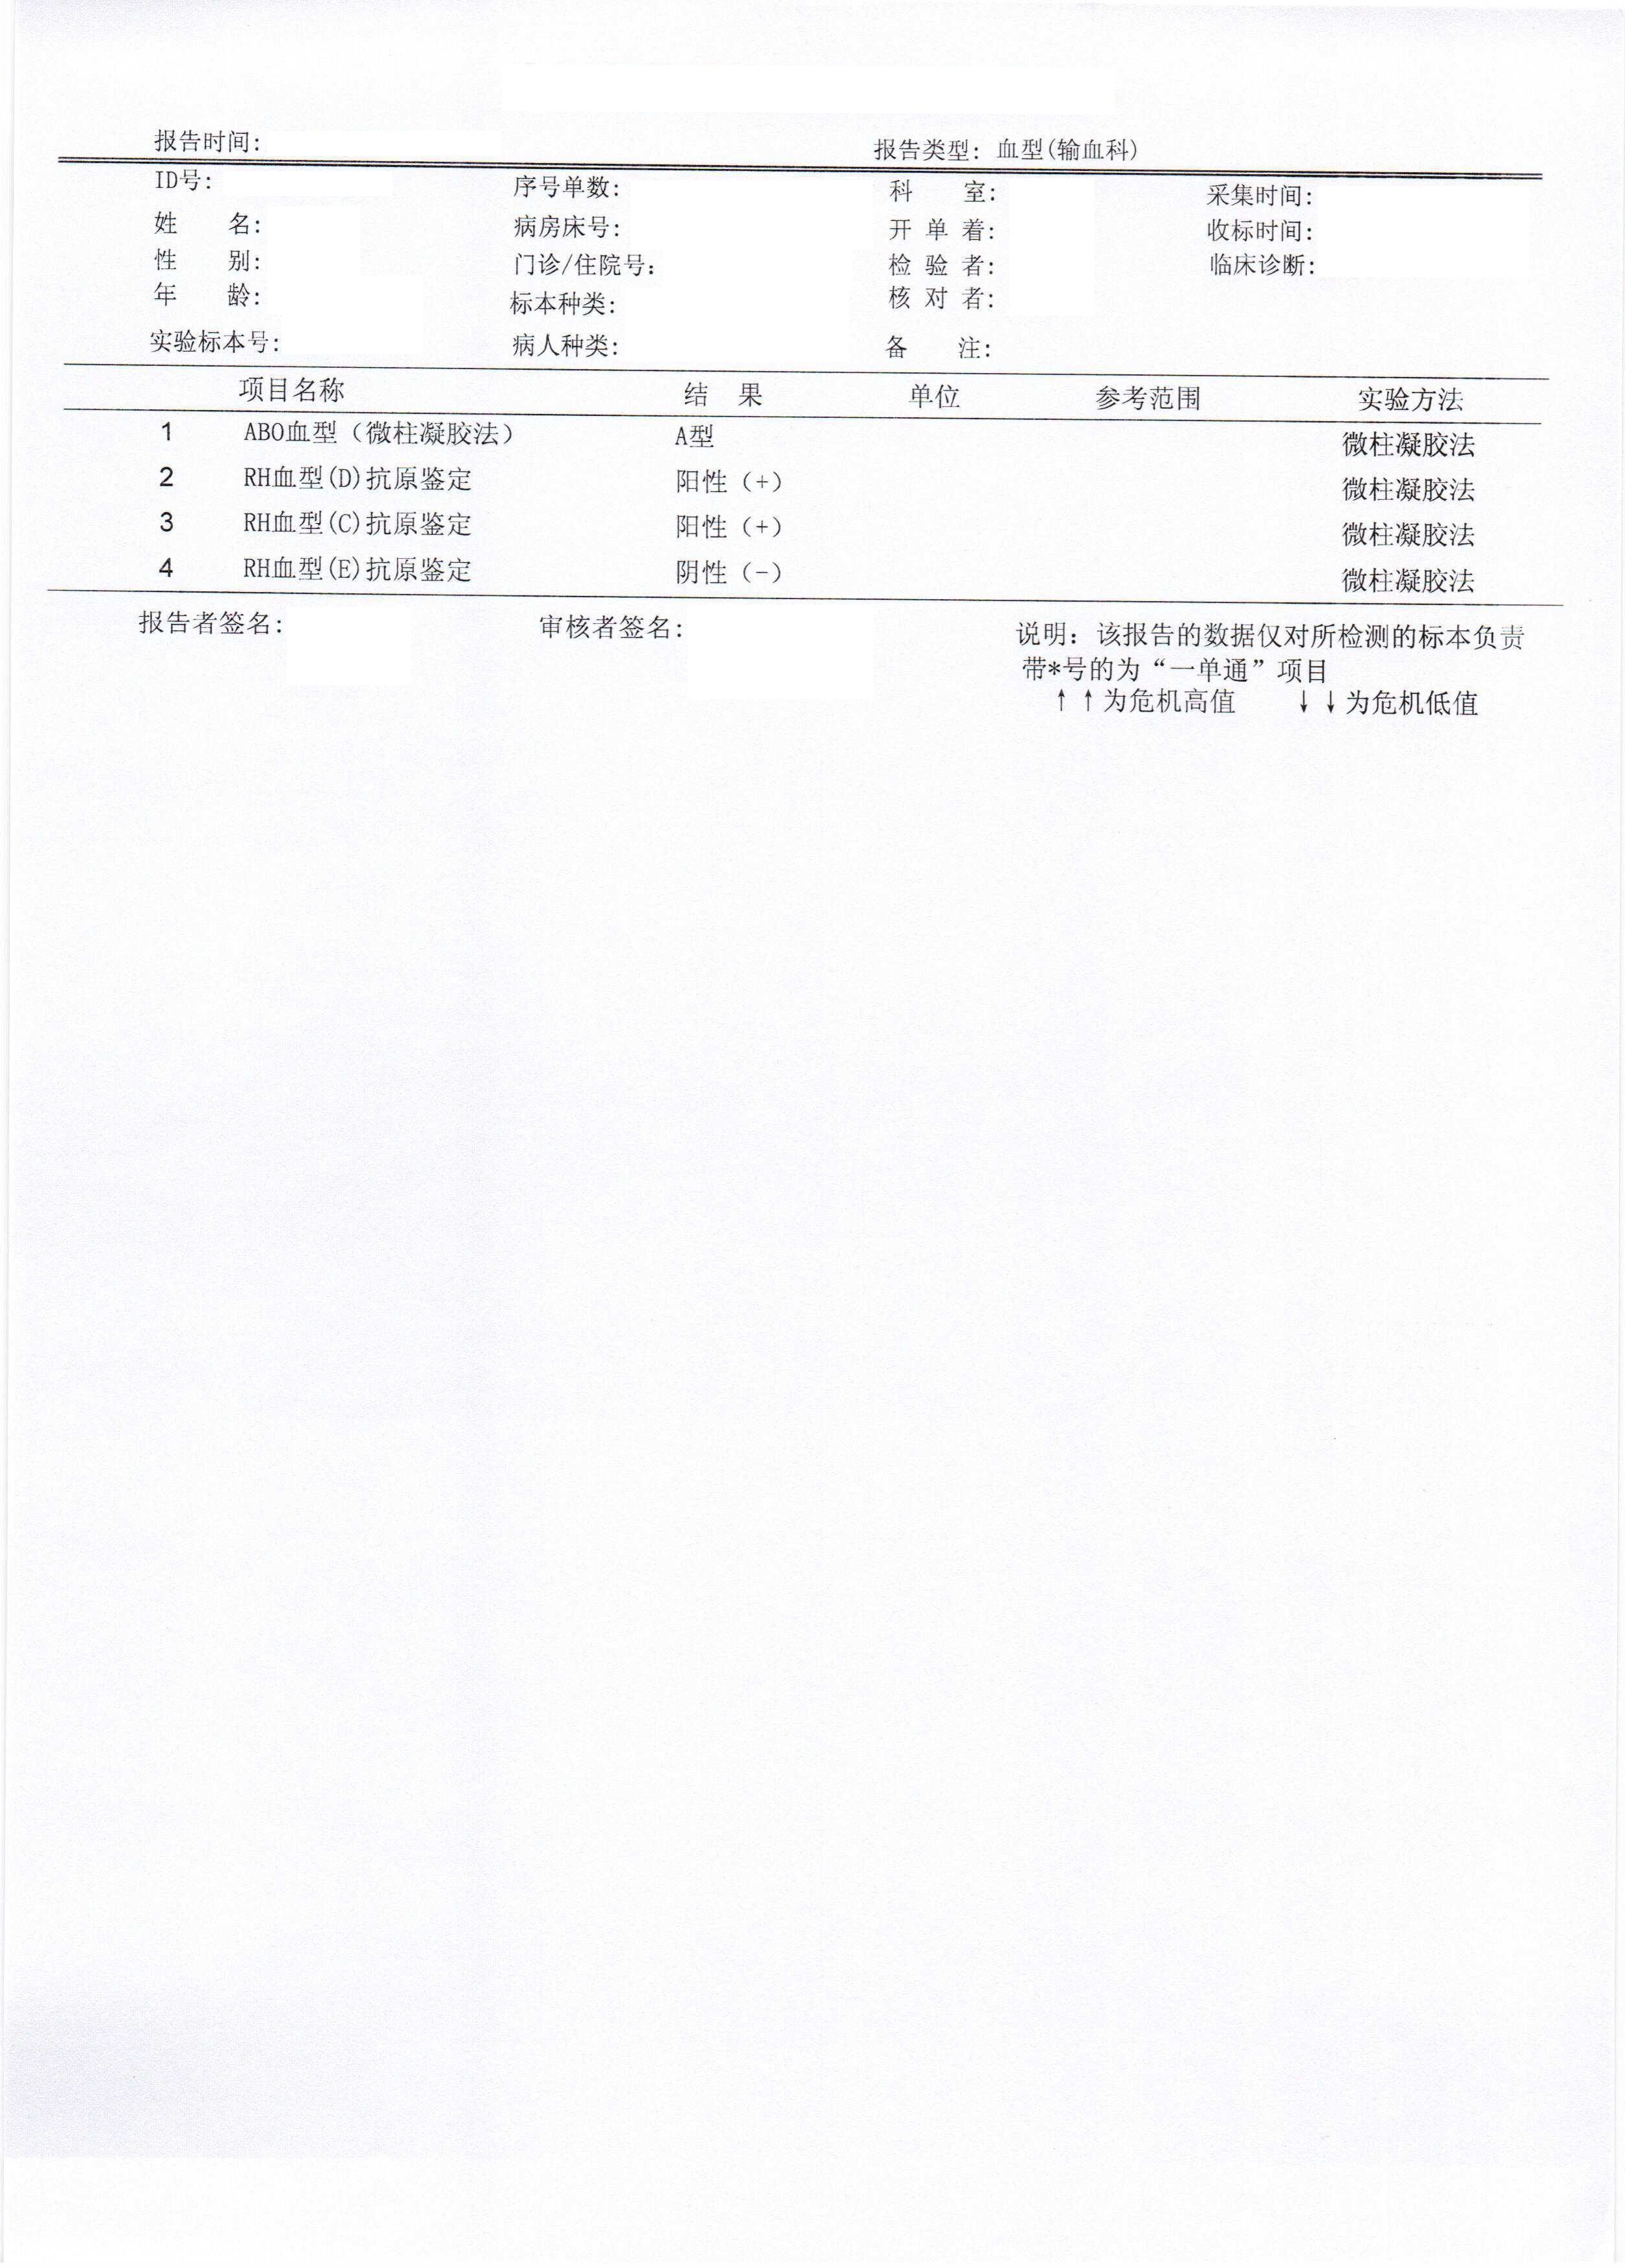 报告时间: 报告类型: 血型(输血科)
ID号: 序号单数: 科 室: 采集时间:
姓 名: 病房床号: 开 单 着: 收标时间:
性 别: 门诊/住院号: 检 验 者: 临床诊断:
年 龄: 标本种类: 核 对 者:
实验标本号: 病人种类: 备 注:
项目名称 结 果 单位 参考范围 实验方法
1 ABO血型（微柱凝胶法） A型 微柱凝胶法
2 RH血型(D)抗原鉴定 阳性（+） 微柱凝胶法
3 RH血型(C)抗原鉴定 阳性（+） 微柱凝胶法
4 RH血型(E)抗原鉴定 阴性（-） 微柱凝胶法
报告者签名: 审核者签名: 说明: 该报告的数据仅对所检测的标本负责
带*号的为“一单通”项目
↑↑为危机高值 ↓↓为危机低值